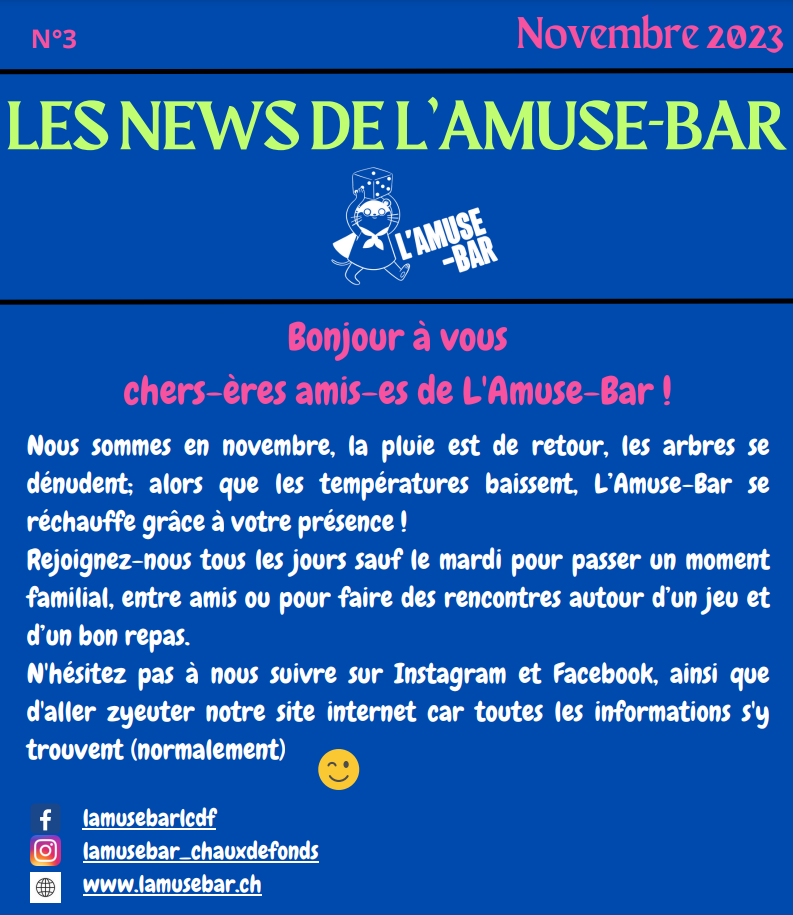 N°3
Novembre 2023
LES NEWS DE L'AMUSE-BAR
L'AMUSE
-BAR
Bonjour à vous
chers-ères amis-es de L'Amuse-Bar !
Nous sommes en novembre, la pluie est de retour, les arbres se
dénudent; alors que les températures baissent, L'Amuse-Bar se
réchauffe grâce à votre présence !
Rejoignez-nous tous les jours sauf le mardi pour passer un moment
familial, entre amis ou pour faire des rencontres autour d'un jeu et
d'un bon repas.
N'hésitez pas à nous suivre sur Instagram et Facebook, ainsi que
d'aller zyeuter notre site internet car toutes les informations s'y
trouvent (normalement)
lamusebarlcdf
lamusebar_chauxdefonds
www.lamusebar.ch